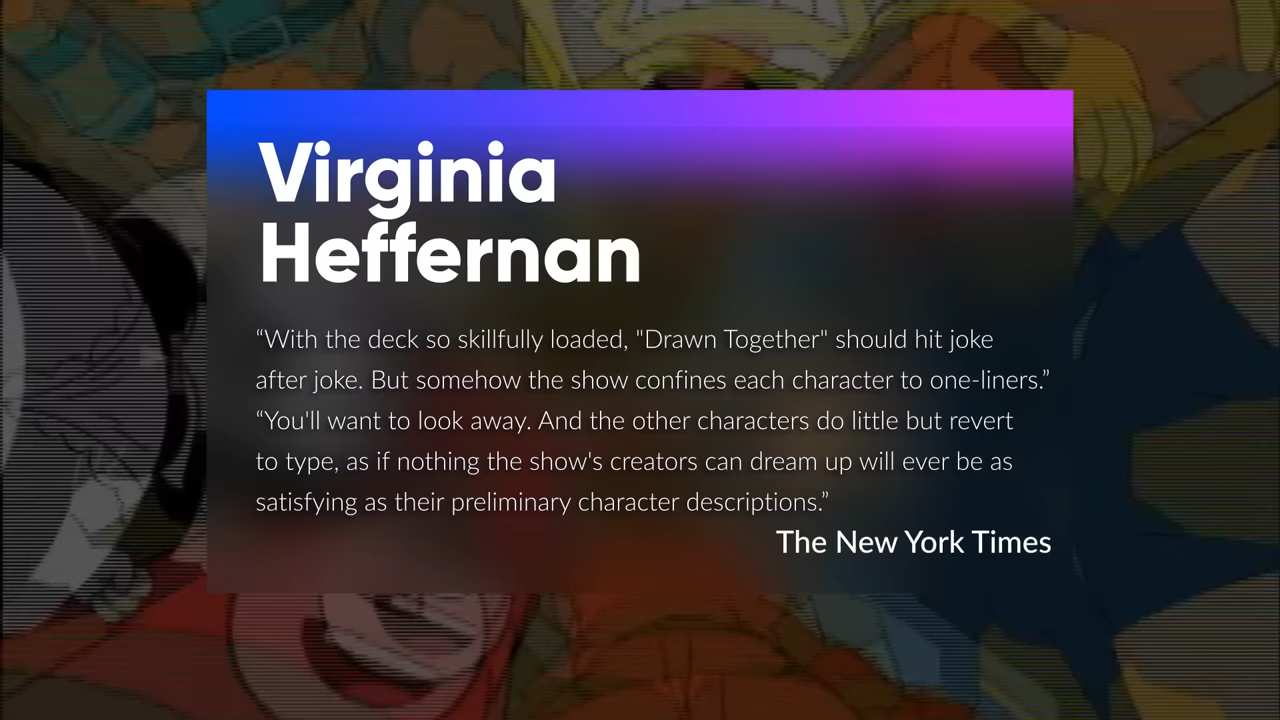 Virginia
Heffernan
“With the deck so skillfully loaded, "Drawn Together" should hit joke
after joke. But somehow the show confines each character to one-liners.”
“You'll want to look away. And the other characters do little but revert
to type, as if nothing the show's creators can dream up will ever be as
satisfying as their preliminary character descriptions.”
The New York Times